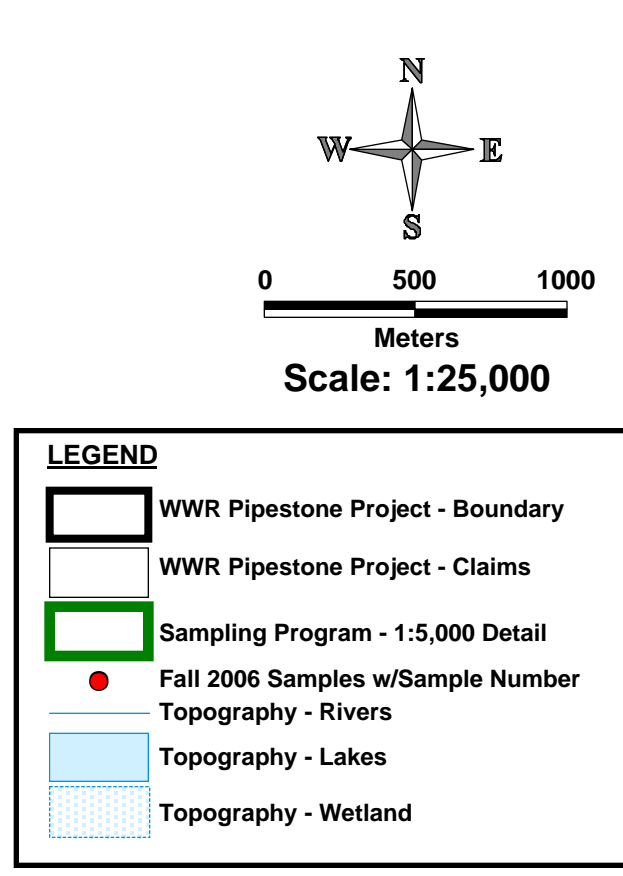 N
W E
S
0 500 1000
Meters
Scale: 1:25,000
LEGEND
WWR Pipestone Project - Boundary
WWR Pipestone Project - Claims
Sampling Program - 1:5,000 Detail
Fall 2006 Samples w/Sample Number
Topography - Rivers
Topography - Lakes
Topography - Wetland